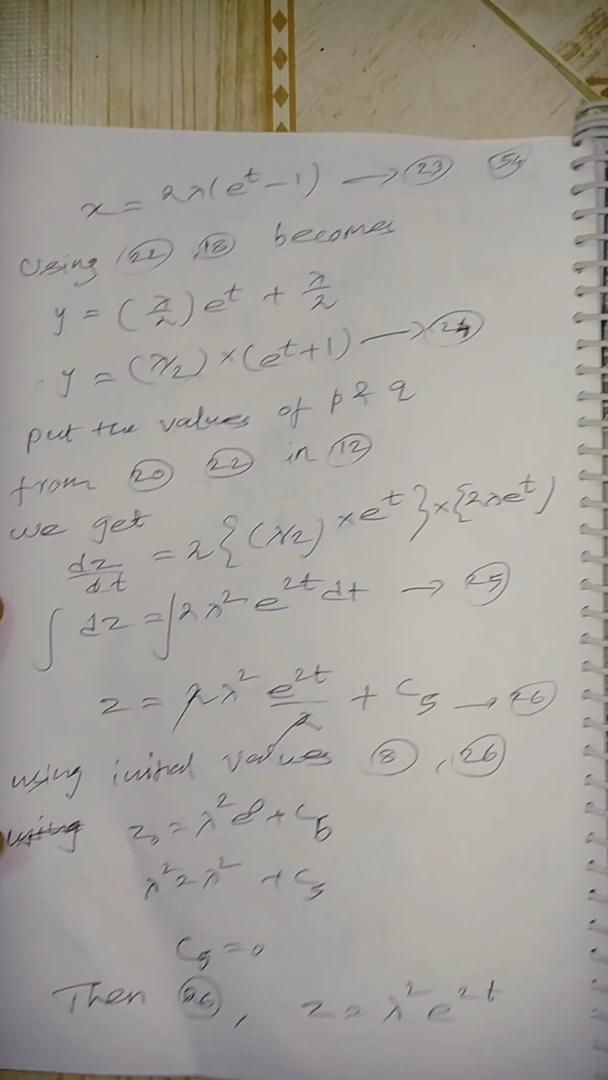 x = 2λ(e^t - 1) → (23) (54)
using (22) (18) becomes
y = (λ/2) e^t + λ/2
y = (λ/2) × (e^t + 1) → (24)
put the values of p & q
from (20) (22) in (12)
we get
dz/dt = 2 {(λ/2) × e^t} × {2λe^t)
∫ dz = ∫ 2λ² e^2t dt → (25)
z = 2λ² e^2t/2 + C5 → (26)
using initial values (8), (26)
z₀ = λ² e + C5
λ² = λ² + C5
C5 = 0
Then (26), z = λ² e^2t